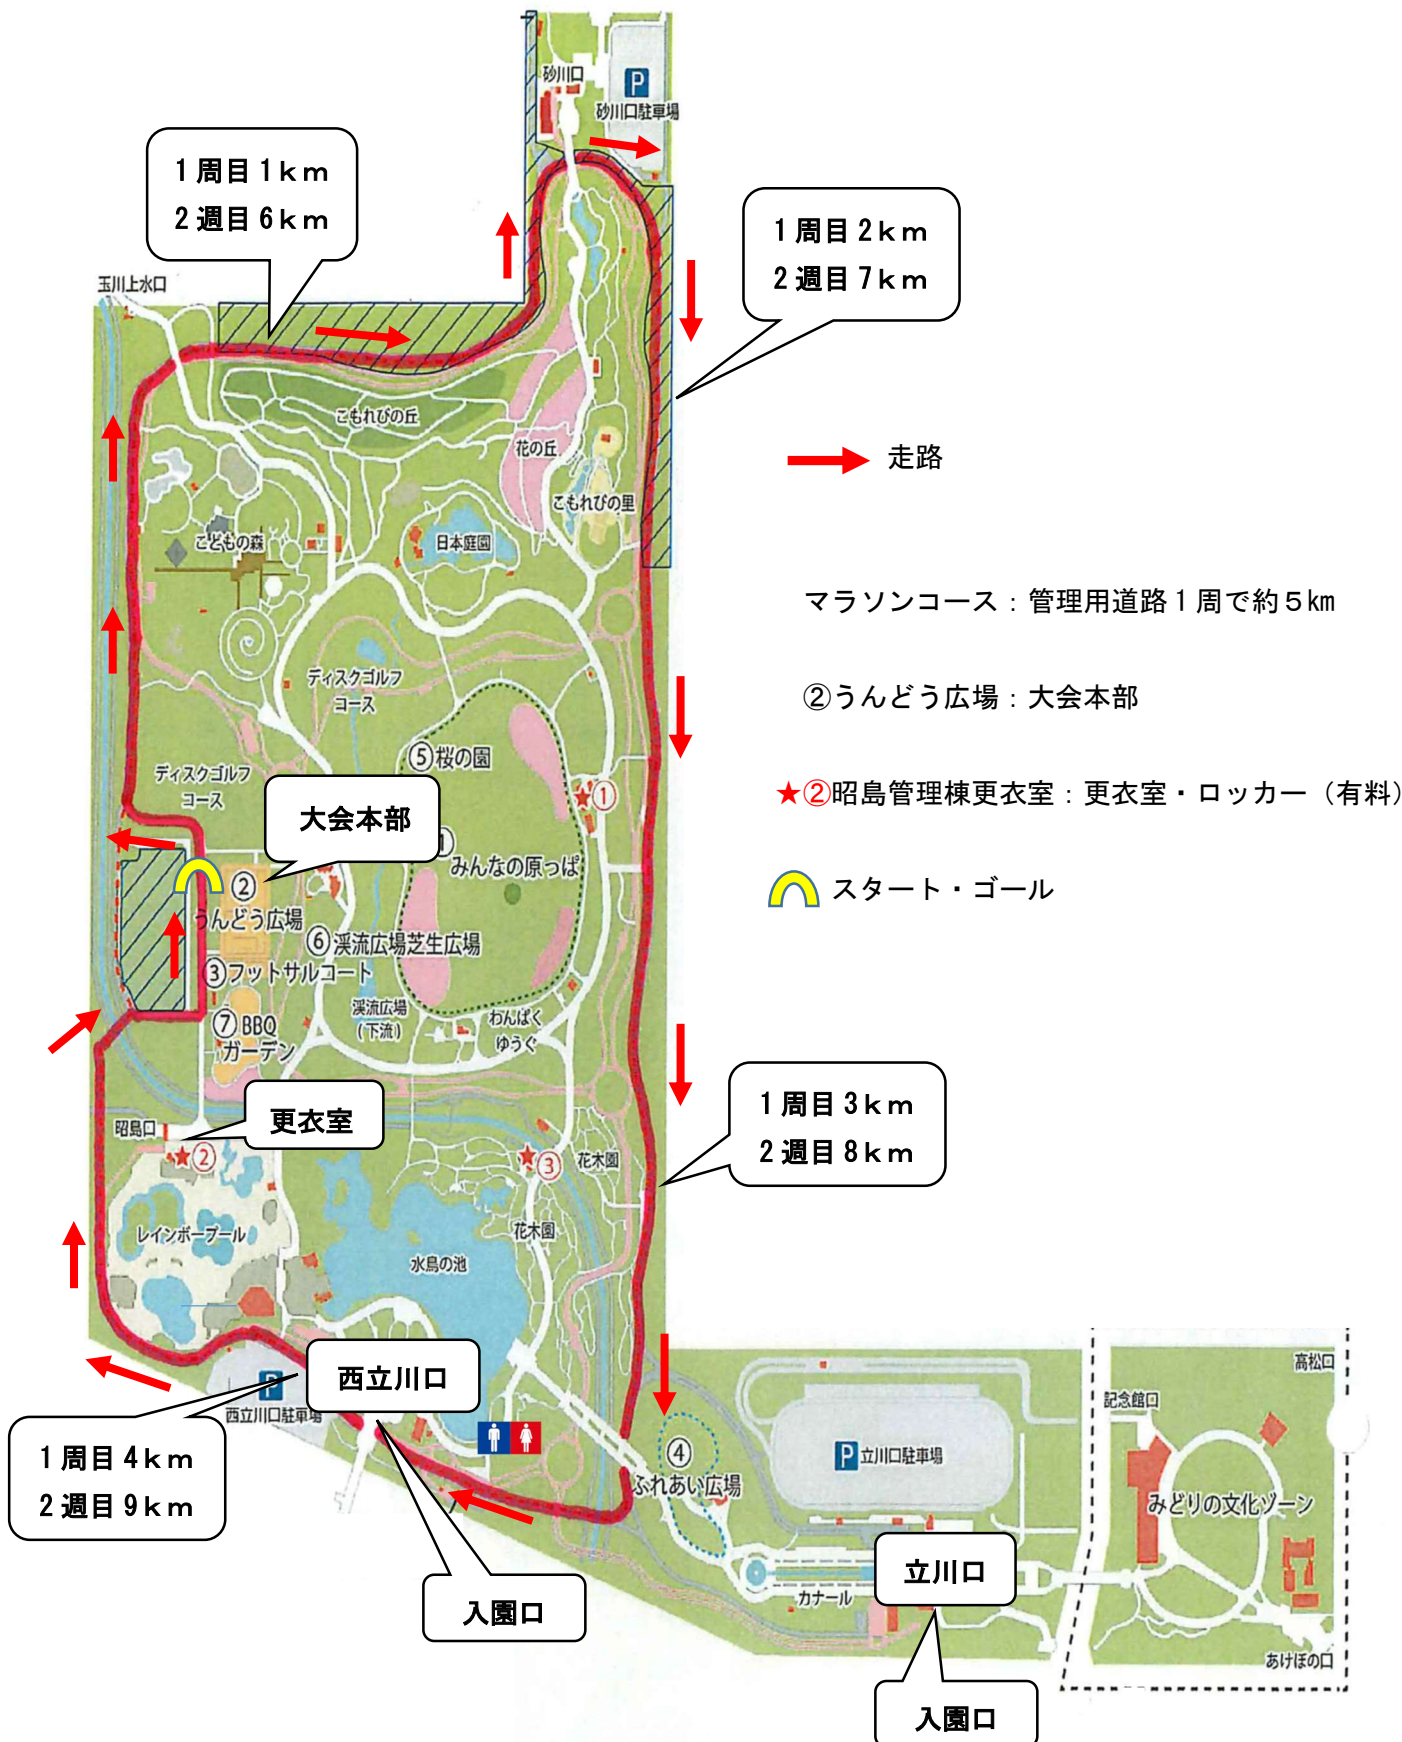 砂川口
P
砂川口駐車場
1周目1km
2週目6km
1周目2km
2週目7km
玉川上水口
こもれびの丘
花の丘
走路
こもれびの里
こどもの森
日本庭園
マラソンコース：管理用道路1周で約5㎞
ディスクゴルフ
コース
②うんどう広場：大会本部
⑤桜の園
ディスクゴルフ
コース
★②昭島管理棟更衣室：更衣室・ロッカー（有料）
★①
大会本部
みんなの原っぱ
②
うんどう広場
スタート・ゴール
⑥渓流広場芝生広場
③フットサルコート
渓流広場
(下流)
わんぱく
ゆうぐ
⑦BBQ
ガーデン
1周目3km
2週目8km
更衣室
昭島口
★②
★③
花木園
レインボープール
花木園
水鳥の池
西立川口
P
西立川口駐車場
高松口
記念館口
1周目4km
2週目9km
④
ふれあい広場
P立川口駐車場
みどりの文化ゾーン
立川口
カナール
入園口
あけぼの口
入園口